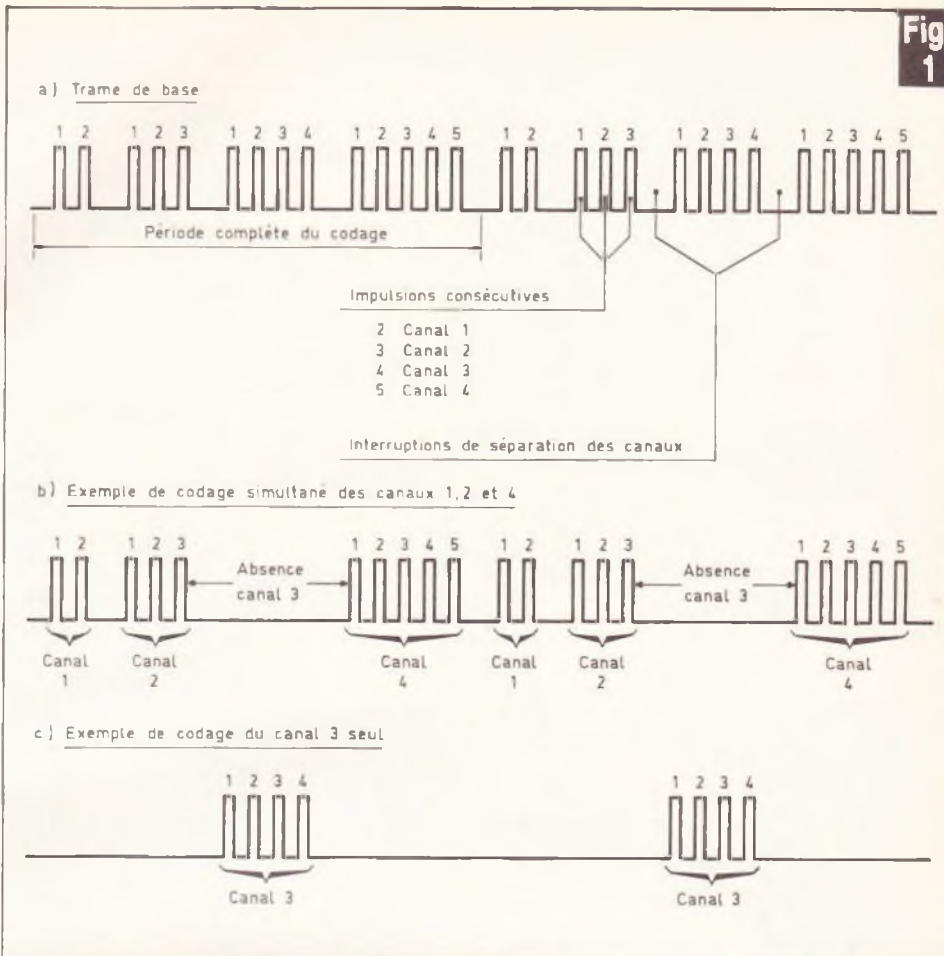 Fig
1
a) Trame de base
1 2 1 2 3 1 2 3 4 1 2 3 4 5 1 2 1 2 3 1 2 3 4 1 2 3 4 5
Période complète du codage
Impulsions consécutives
2 Canal 1
3 Canal 2
4 Canal 3
5 Canal 4
Interruptions de séparation des canaux
b) Exemple de codage simultané des canaux 1,2 et 4
1 2 1 2 3 1 2 3 4 5 1 2 1 2 3 1 2 3 4 5
Absence Absence
canal 3 canal 3
Canal Canal Canal Canal Canal Canal
1 2 4 1 2 4
c) Exemple de codage du canal 3 seul
1 2 3 4 1 2 3 4
Canal 3 Canal 3